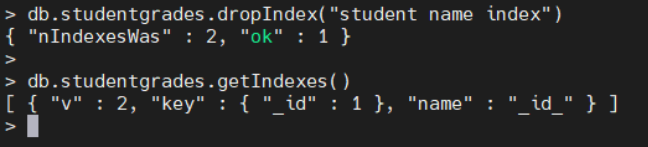 > db.studentgrades.dropIndex("student name index")
{ "nIndexesWas" : 2, "ok" : 1 }
>
> db.studentgrades.getIndexes()
[ { "v" : 2, "key" : { "_id" : 1 }, "name" : "_id_" } ]
>